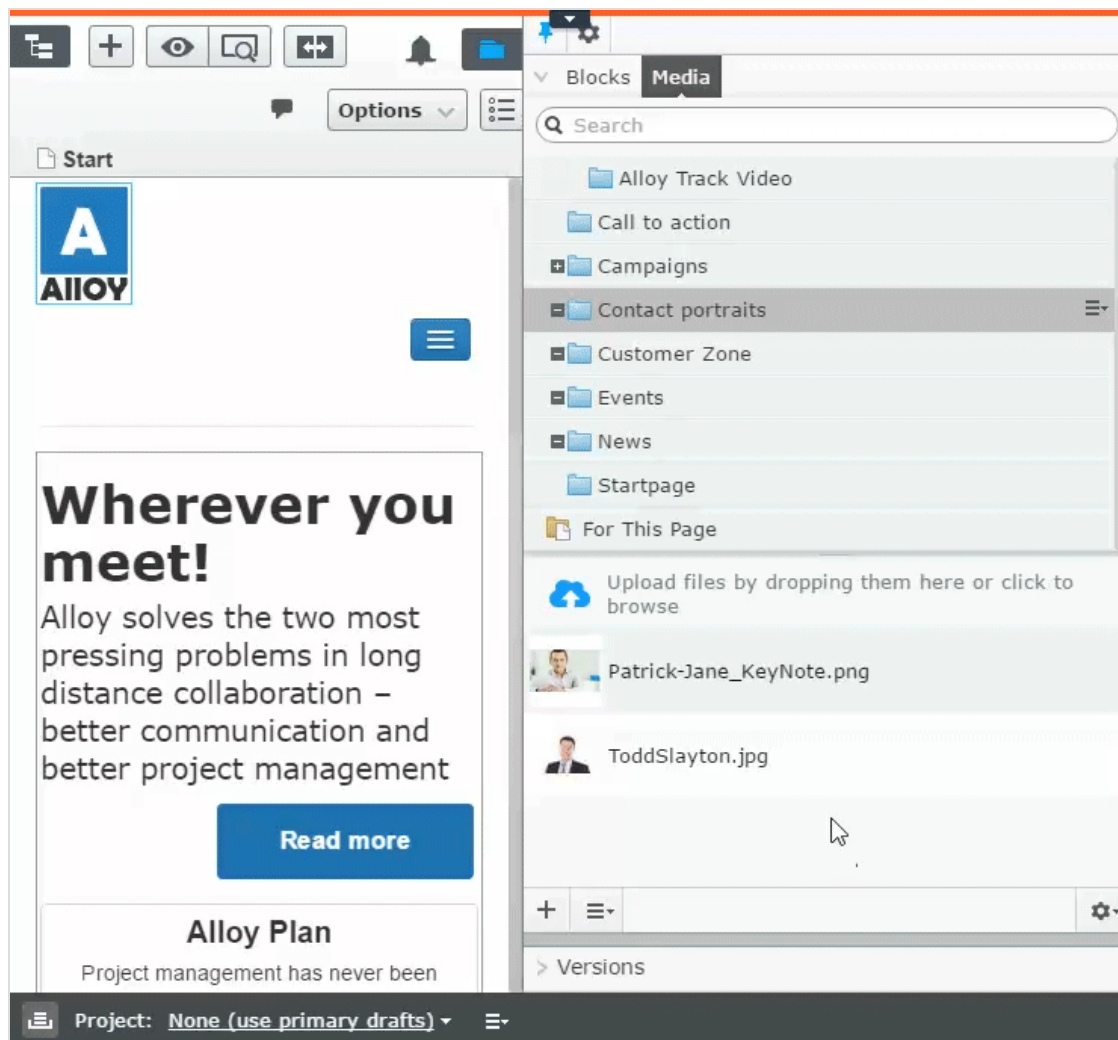 Options
Start
A
Alloy
Wherever you
meet!
Alloy solves the two most
pressing problems in long
distance collaboration –
better communication and
better project management
Read more
Alloy Plan
Project management has never been
Blocks
Media
Search
Alloy Track Video
Call to action
Campaigns
Contact portraits
Customer Zone
Events
News
Startpage
For This Page
Upload files by dropping them here or click to
browse
Patrick-Jane_KeyNote.png
ToddSlayton.jpg
Versions
Project: None (use primary drafts)